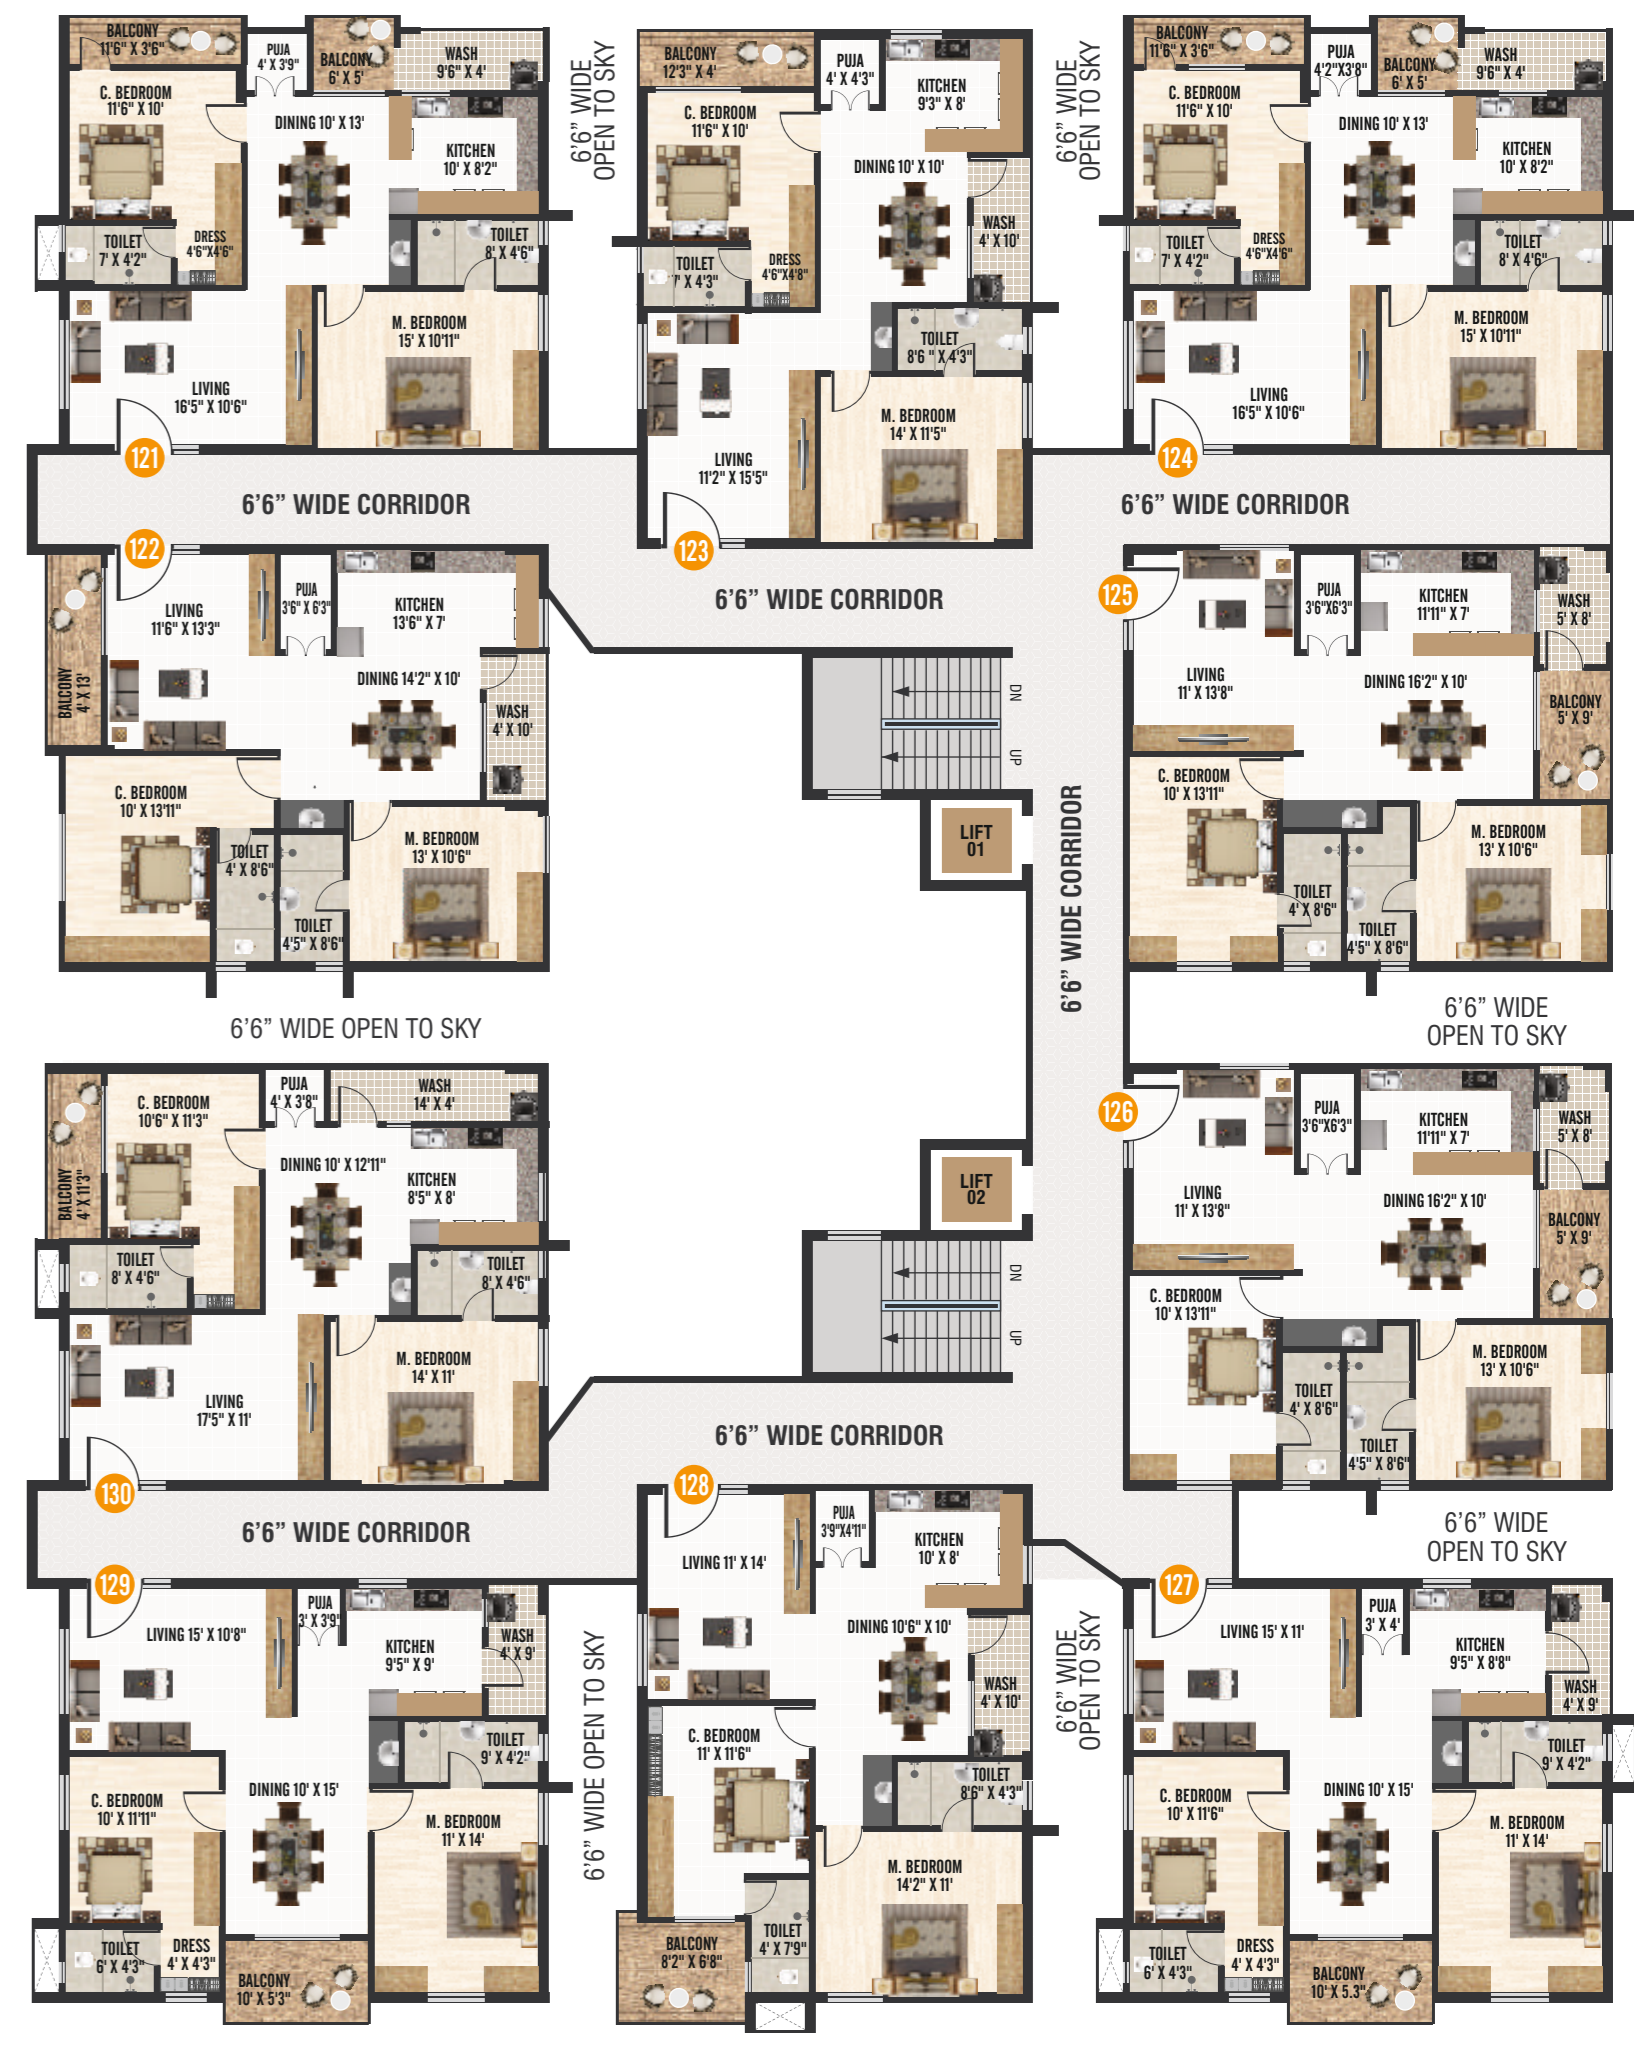 BALCONY
11'6" X 3'6"
PUJA
4' X 3'9"
BALCONY
6' X 5'
WASH
9'6" X 4'
C. BEDROOM
11'6" X 10'
DINING 10' X 13'
KITCHEN
10' X 8'2"
TOILET
7' X 4'2"
DRESS
4'6"X4'6"
TOILET
8' X 4'6"
M. BEDROOM
15' X 10'11"
LIVING
16'5" X 10'6"
121
6'6" WIDE
OPEN TO SKY
BALCONY
12'3" X 4'
PUJA
4' X 4'3"
KITCHEN
9'3" X 8'
C. BEDROOM
11'6" X 10'
DINING 10' X 10'
WASH
4' X 10'
TOILET
7' X 4'3"
DRESS
4'6"X4'8"
TOILET
8'6 " X 4'3"
M. BEDROOM
14' X 11'5"
LIVING
11'2" X 15'5"
123
6'6" WIDE
OPEN TO SKY
BALCONY
11'6" X 3'6"
PUJA
4'2"X3'8"
BALCONY
6' X 5'
WASH
9'6" X 4'
C. BEDROOM
11'6" X 10'
DINING 10' X 13'
KITCHEN
10' X 8'2"
TOILET
7' X 4'2"
DRESS
4'6"X4'6"
TOILET
8' X 4'6"
M. BEDROOM
15' X 10'11"
LIVING
16'5" X 10'6"
124
6’6” WIDE CORRIDOR
6’6” WIDE CORRIDOR
6’6” WIDE CORRIDOR
122
LIVING
11'6" X 13'3"
PUJA
3'6" X 6'3"
KITCHEN
13'6" X 7'
BALCONY
4' X 13'
DINING 14'2" X 10'
WASH
4' X 10'
C. BEDROOM
10' X 13'11"
TOILET
4' X 8'6"
M. BEDROOM
13' X 10'6"
TOILET
4'5" X 8'6"
DN
UP
LIFT
01
6’6” WIDE CORRIDOR
125
PUJA
3'6"X6'3"
KITCHEN
11'11" X 7'
WASH
5' X 8'
LIVING
11' X 13'8"
DINING 16'2" X 10'
BALCONY
5' X 9'
C. BEDROOM
10' X 13'11"
M. BEDROOM
13' X 10'6"
TOILET
4' X 8'6"
TOILET
4'5" X 8'6"
6’6” WIDE OPEN TO SKY
6’6” WIDE
OPEN TO SKY
C. BEDROOM
10'6" X 11'3"
PUJA
4' X 3'8"
WASH
14' X 4'
BALCONY
4' X 11'3"
DINING 10' X 12'11"
KITCHEN
8'5" X 8'
TOILET
8' X 4'6"
TOILET
8' X 4'6"
M. BEDROOM
14' X 11'
LIVING
17'5" X 11'
130
LIFT
02
DN
UP
126
PUJA
3'6"X6'3"
KITCHEN
11'11" X 7'
WASH
5' X 8'
LIVING
11' X 13'8"
DINING 16'2" X 10'
BALCONY
5' X 9'
C. BEDROOM
10' X 13'11"
M. BEDROOM
13' X 10'6"
TOILET
4' X 8'6"
TOILET
4'5" X 8'6"
6’6” WIDE CORRIDOR
6’6” WIDE CORRIDOR
6’6” WIDE
OPEN TO SKY
129
LIVING 15' X 10'8"
PUJA
3' X 3'9"
KITCHEN
9'5" X 9'
WASH
4' X 9'
TOILET
9' X 4'2"
DINING 10' X 15'
C. BEDROOM
10' X 11'11"
M. BEDROOM
11' X 14'
TOILET
6' X 4'3"
DRESS
4' X 4'3"
BALCONY
10' X 5'3"
6’6” WIDE OPEN TO SKY
128
LIVING 11' X 14'
PUJA
3'9"X4'11"
KITCHEN
10' X 8'
DINING 10'6" X 10'
WASH
4' X 10'
C. BEDROOM
11' X 11'6"
TOILET
8'6" X 4'3"
M. BEDROOM
14'2" X 11'
TOILET
4' X 7'9"
BALCONY
8'2" X 6'8"
6’6” WIDE
OPEN TO SKY
127
LIVING 15' X 11'
PUJA
3' X 4'
KITCHEN
9'5" X 8'8"
WASH
4' X 9'
TOILET
9' X 4'2"
DINING 10' X 15'
C. BEDROOM
10' X 11'6"
M. BEDROOM
11' X 14'
TOILET
6' X 4'3"
DRESS
4' X 4'3"
BALCONY
10' X 5.3"